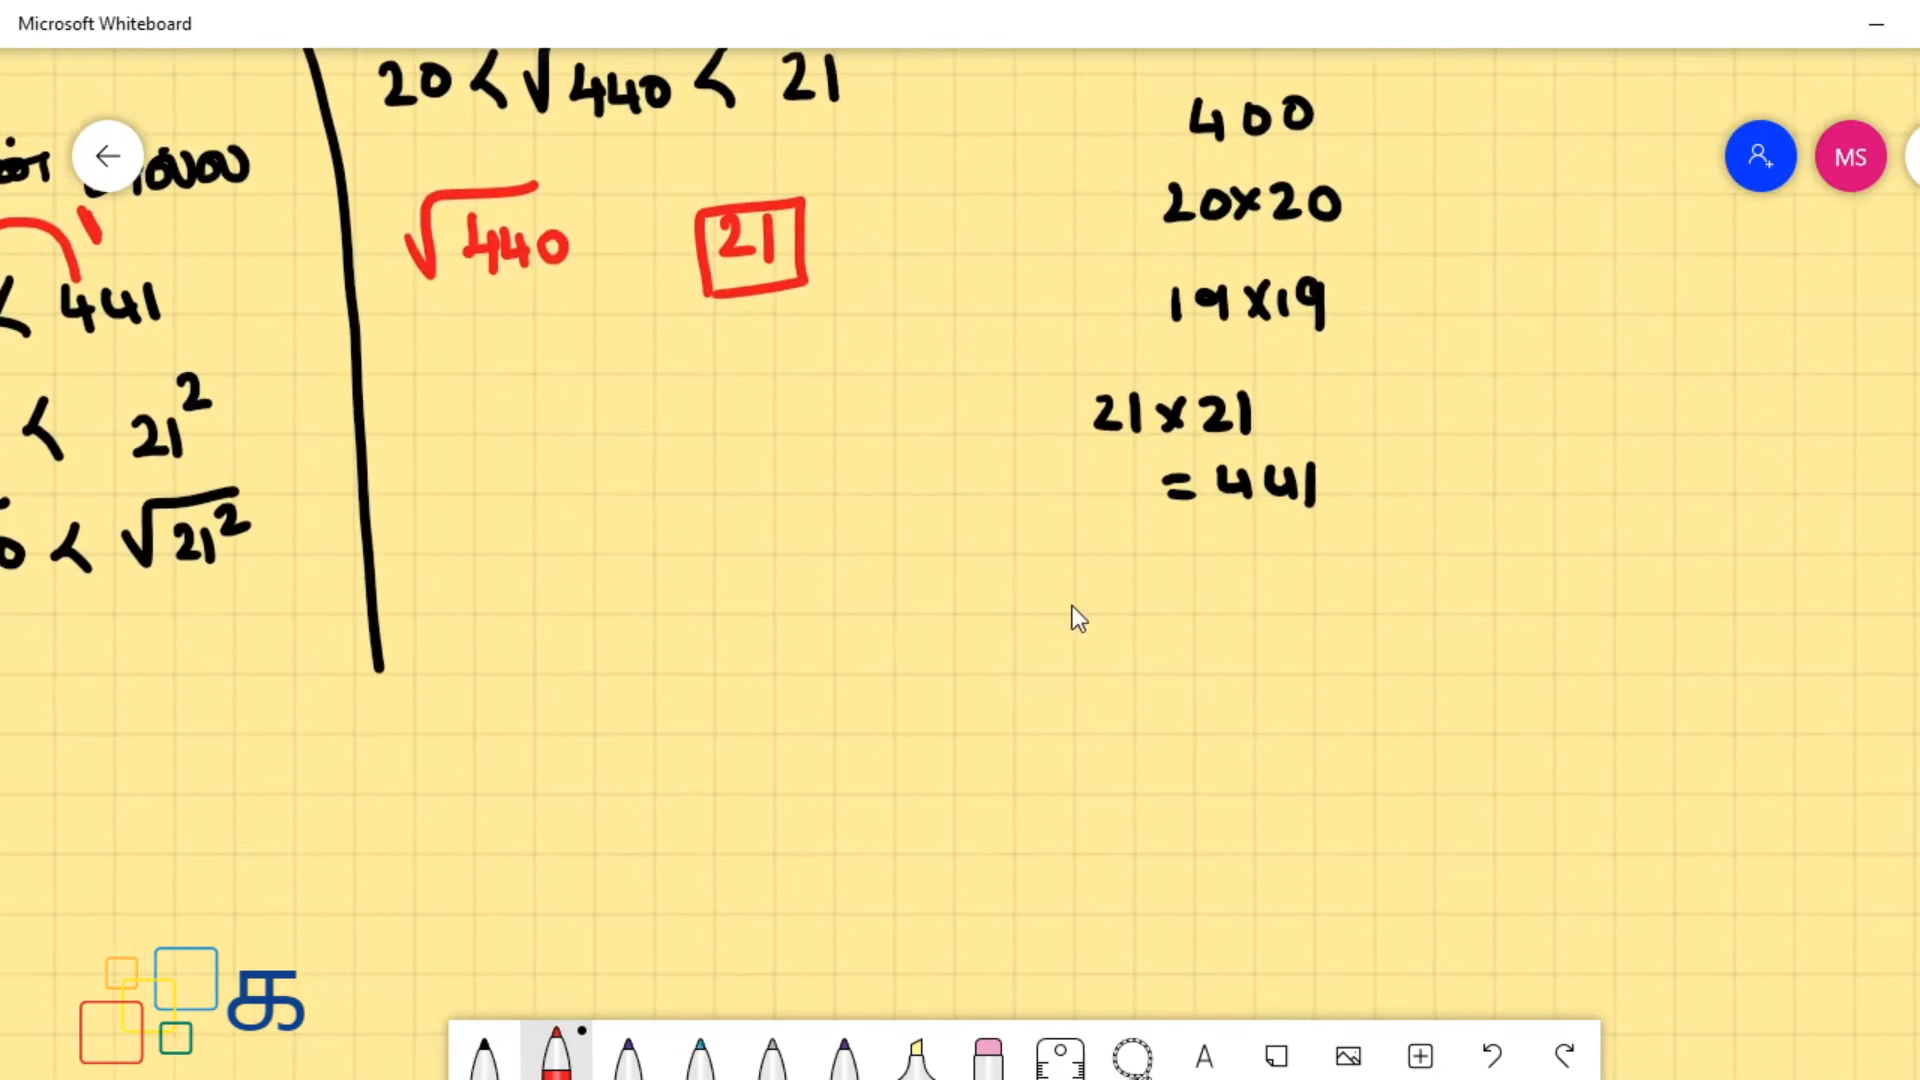 Microsoft Whiteboard
< 441
< 21²
< √21²
20 < √440 < 21
√440 21
400
20×20
19×19
21×21
= 441
MS
க
A